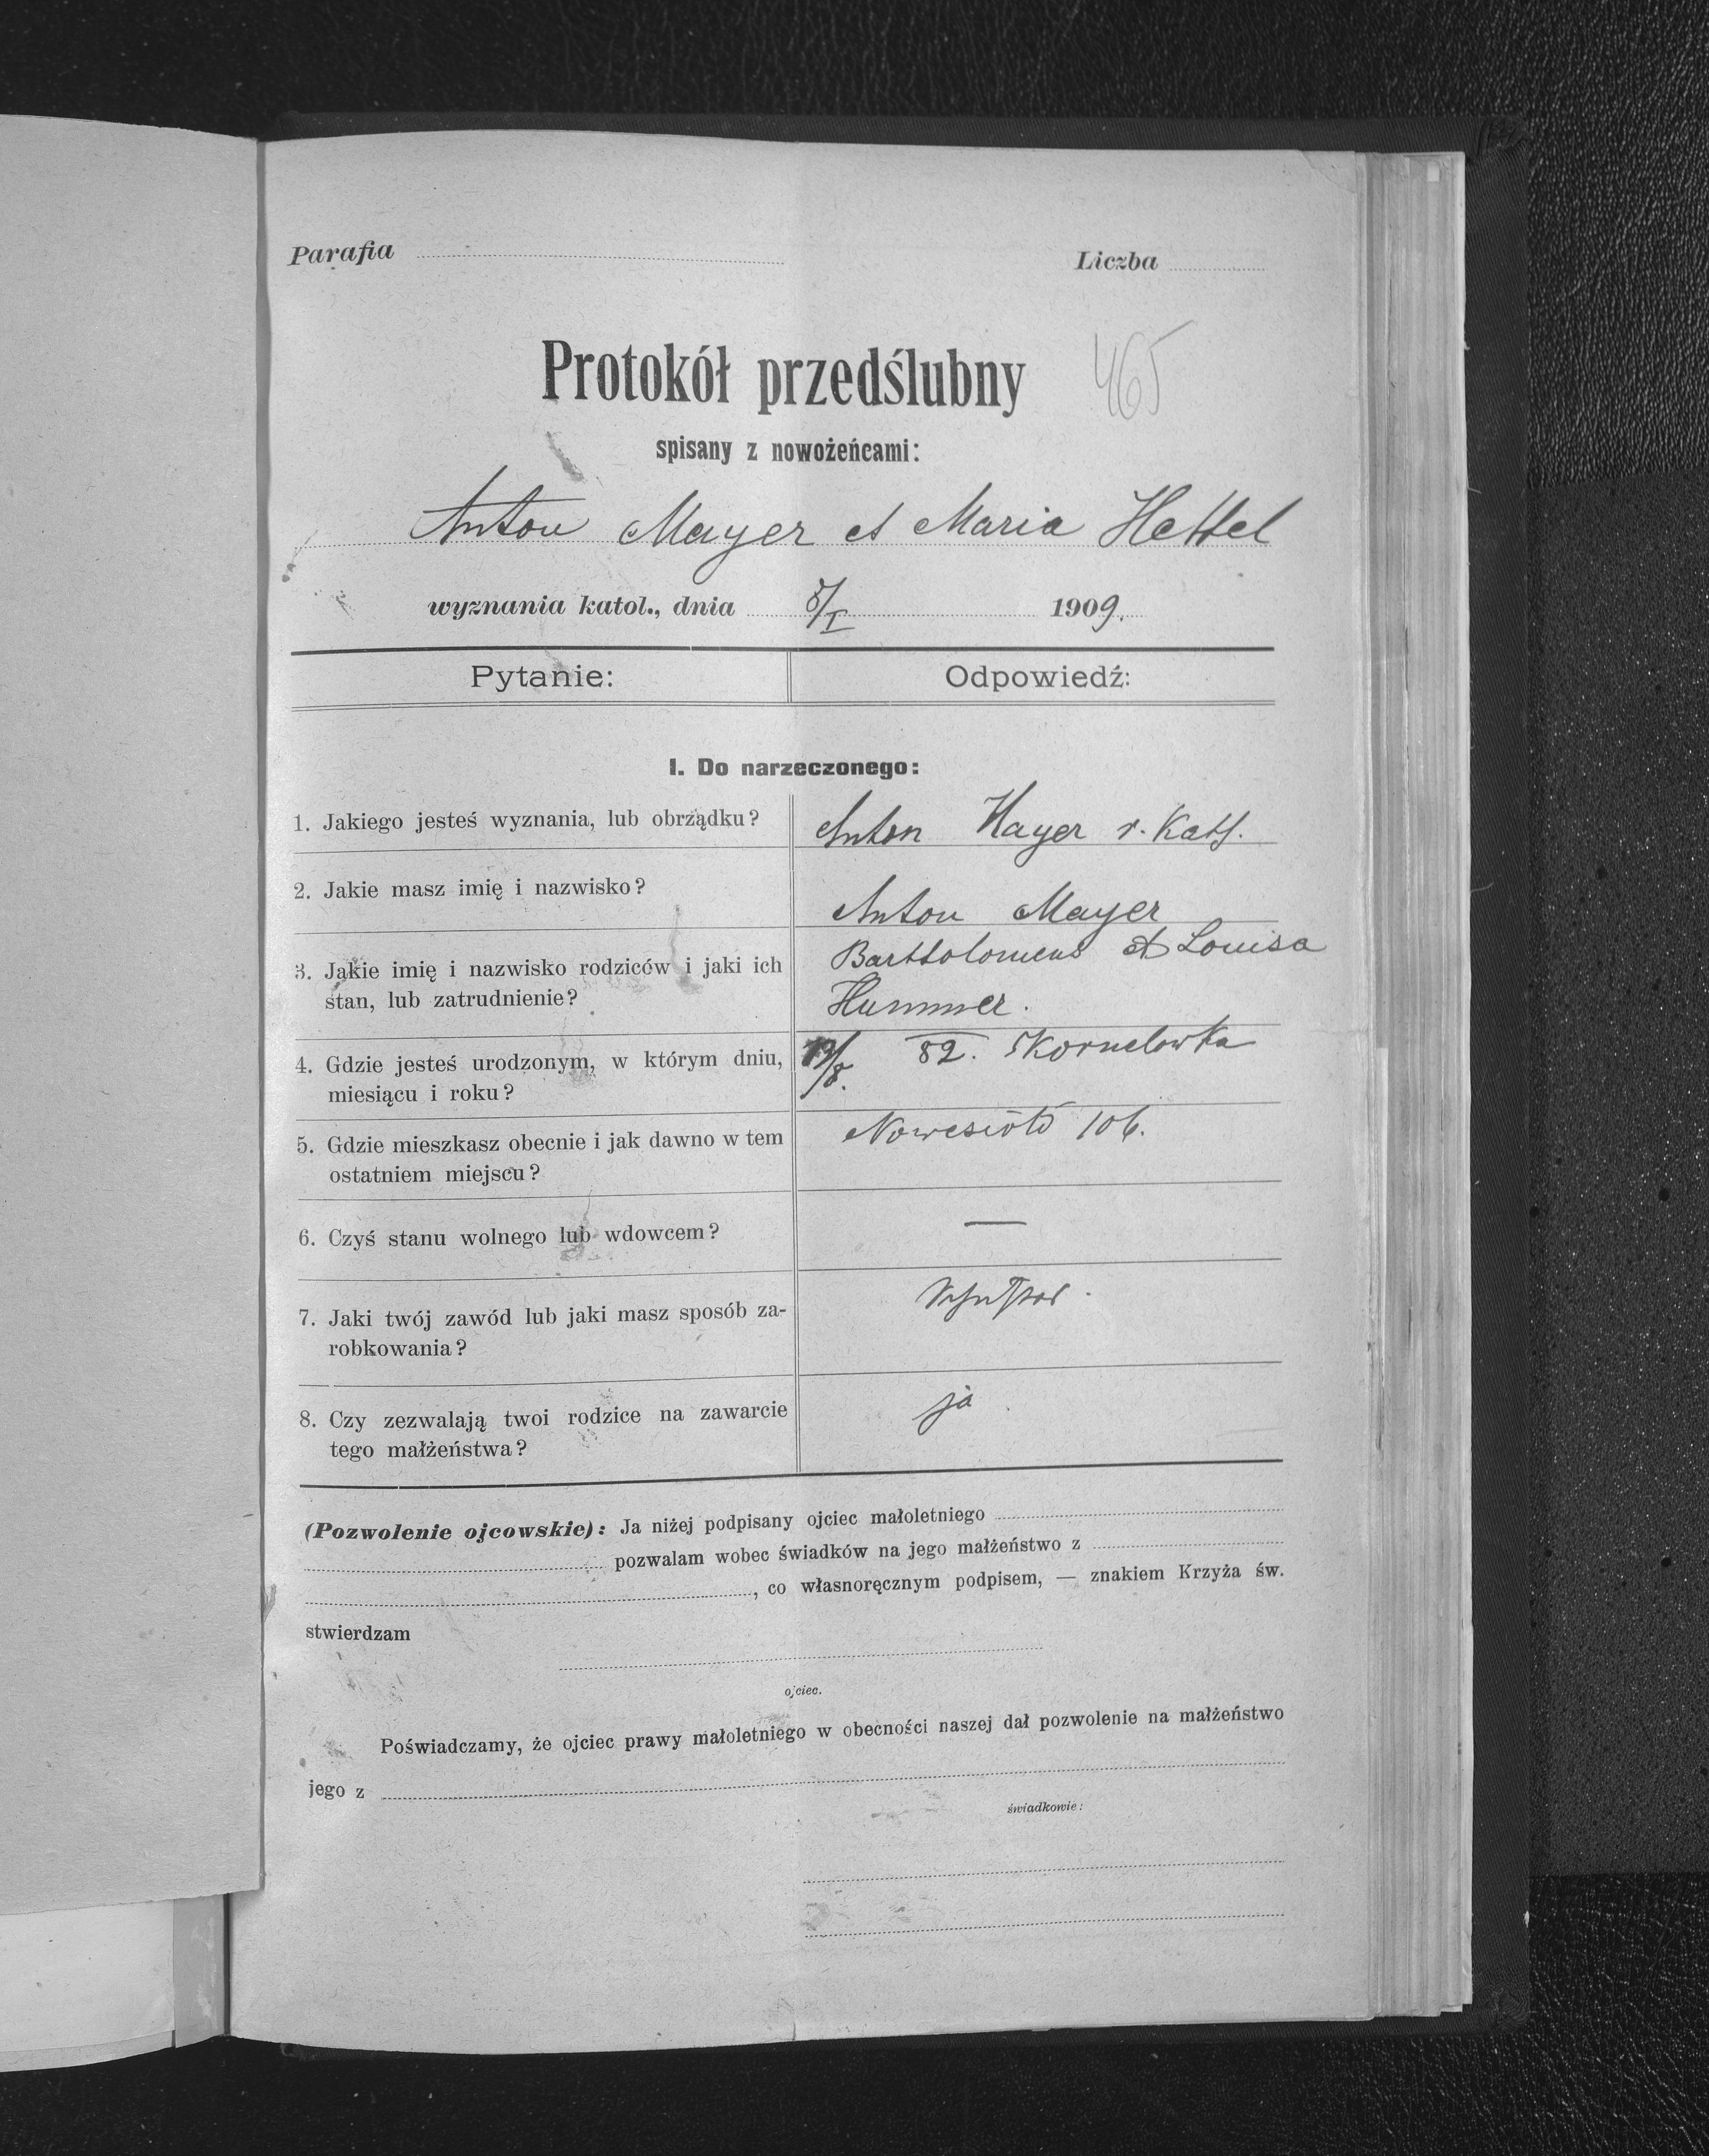 Parafia Liczba
Protokół przedślubny 465
spisany z nowożeńcami:
Anton Mayer et Maria Hettel
wyznania katol., dnia 8/I 1909.
Pytanie: Odpowiedź:
I. Do narzeczonego:
1. Jakiego jesteś wyznania, lub obrządku? Anton Mayer r. Kath.
2. Jakie masz imię i nazwisko? Anton Mayer
3. Jakie imię i nazwisko rodziców i jaki ich Bartholomeus et Louisa
stan, lub zatrudnienie? Hummer.
4. Gdzie jesteś urodzonym, w którym dniu, /8. 82. Kornelowka
miesiącu i roku?
5. Gdzie mieszkasz obecnie i jak dawno w tem Nowesioło 106.
ostatniem miejscu?
6. Czyś stanu wolnego lub wdowcem? —
7. Jaki twój zawód lub jaki masz sposób za-
robkowania?
8. Czy zezwalają twoi rodzice na zawarcie ja
tego małżeństwa?
(Pozwolenie ojcowskie): Ja niżej podpisany ojciec małoletniego
pozwalam wobec świadków na jego małżeństwo z
, co własnoręcznym podpisem, — znakiem Krzyża św.
stwierdzam
ojciec.
Poświadczamy, że ojciec prawy małoletniego w obecności naszej dał pozwolenie na małżeństwo
jego z
świadkowie: